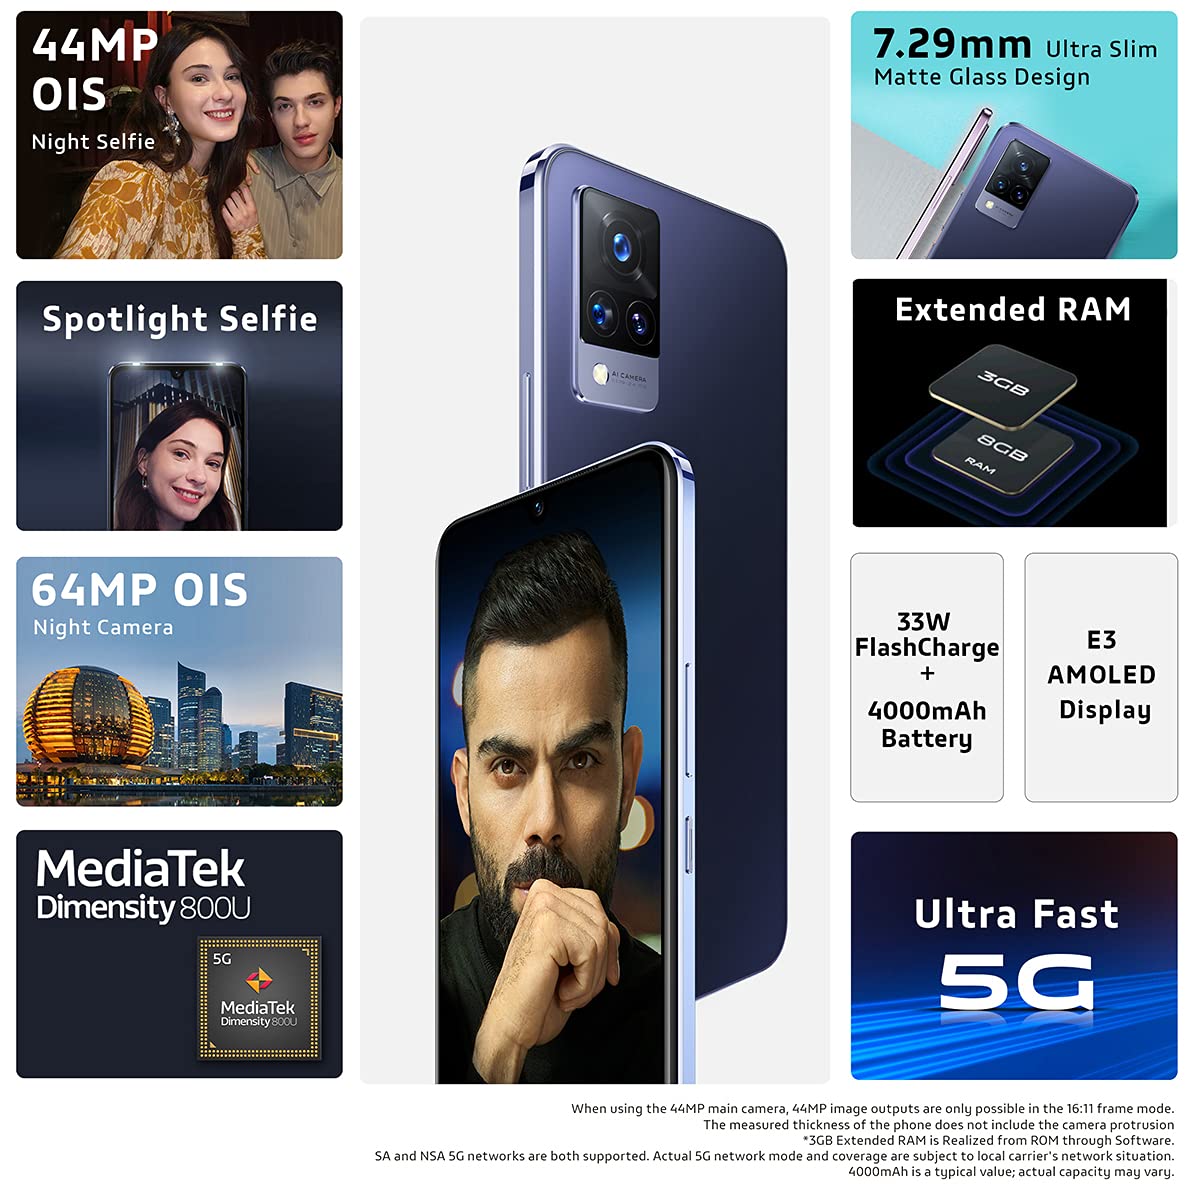 44MP
OIS
Night Selfie
Spotlight Selfie
64MP OIS
Night Camera
MediaTek
Dimensity 800U
5G
MediaTek
Dimensity 800U
AI CAMERA
7.29mm Ultra Slim
Matte Glass Design
Extended RAM
3GB
8GB
RAM
33W
FlashCharge
+
4000mAh
Battery
E3
AMOLED
Display
Ultra Fast
5G
When using the 44MP main camera, 44MP image outputs are only possible in the 16:11 frame mode.
The measured thickness of the phone does not include the camera protrusion
*3GB Extended RAM is Realized from ROM through Software.
SA and NSA 5G networks are both supported. Actual 5G network mode and coverage are subject to local carrier's network situation.
4000mAh is a typical value; actual capacity may vary.